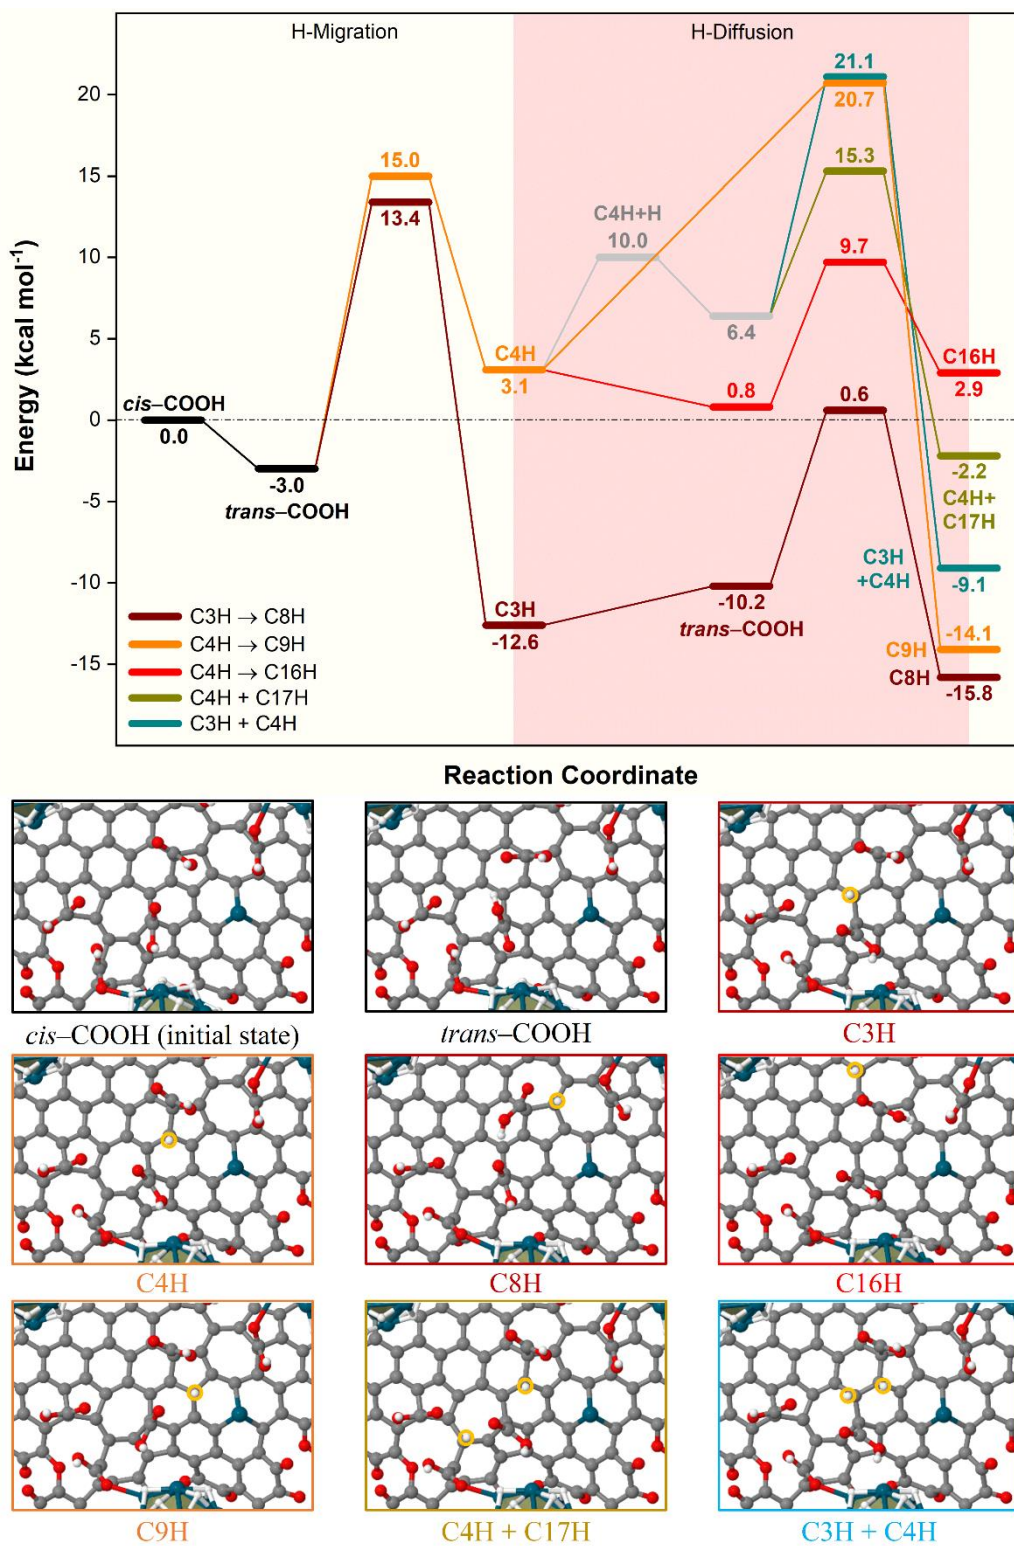 H-Migration
H-Diffusion
Energy (kcal mol⁻¹)
20
15
10
5
0
-5
-10
-15
21.1
20.7
15.0
15.3
13.4
C4H+H
10.0
9.7
6.4
C4H
3.1
C16H
2.9
cis–COOH
0.0
0.8
0.6
-3.0
trans–COOH
-2.2
C4H+
C17H
C3H
+C4H
-9.1
C3H
-12.6
-10.2
trans–COOH
C9H
-14.1
C8H
-15.8
C3H → C8H
C4H → C9H
C4H → C16H
C4H + C17H
C3H + C4H
Reaction Coordinate
cis–COOH (initial state)
trans–COOH
C3H
C4H
C8H
C16H
C9H
C4H + C17H
C3H + C4H